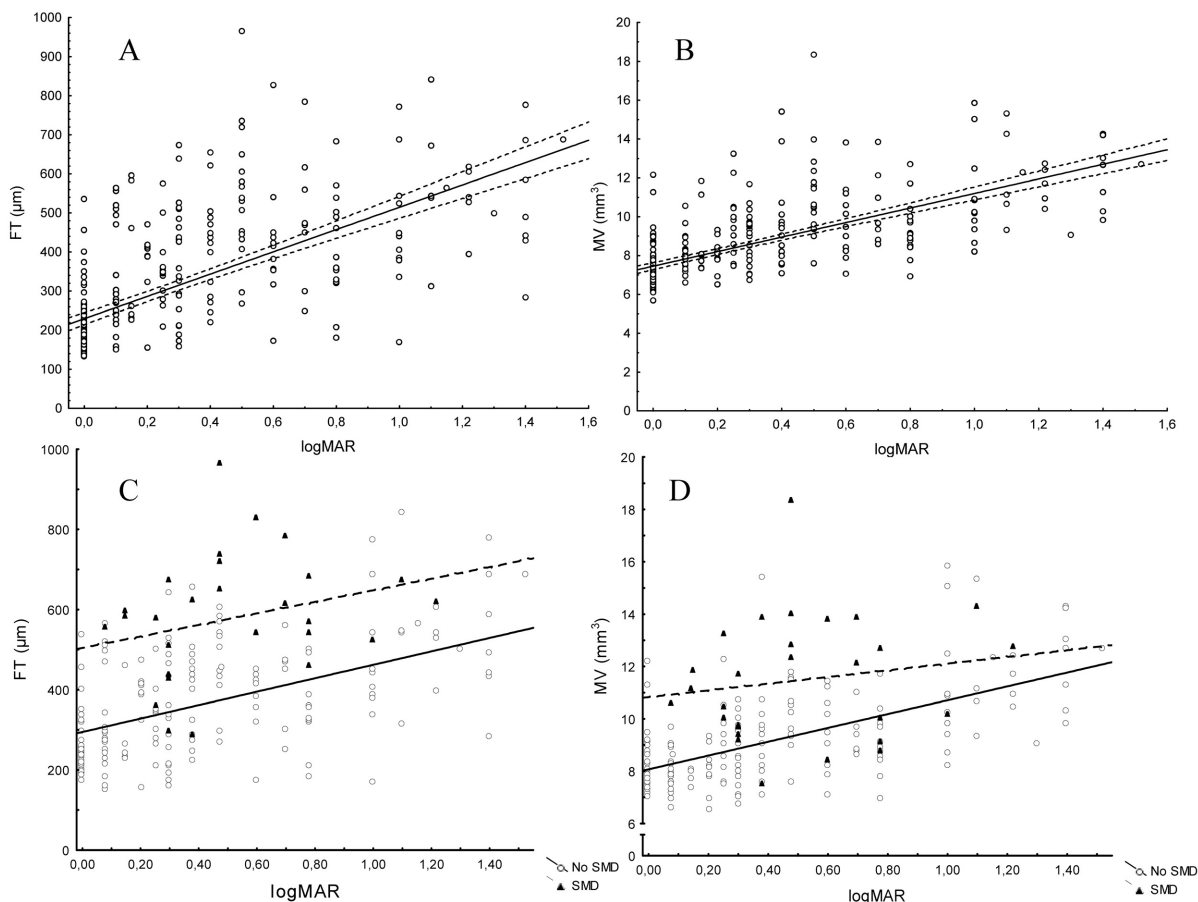 A
FT (µm)
1000
900
800
700
600
500
400
300
200
100
0
0,0 0,2 0,4 0,6 0,8 1,0 1,2 1,4 1,6
logMAR
B
MV (mm³)
20
18
16
14
12
10
8
6
4
2
0
0,0 0,2 0,4 0,6 0,8 1,0 1,2 1,4 1,6
logMAR
C
FT (µm)
1000
800
600
400
200
0
0,00 0,20 0,40 0,60 0,80 1,00 1,20 1,40
logMAR
No SMD
SMD
D
MV (mm³)
20
18
16
14
12
10
8
6
0
0,00 0,20 0,40 0,60 0,80 1,00 1,20 1,40
logMAR
No SMD
SMD